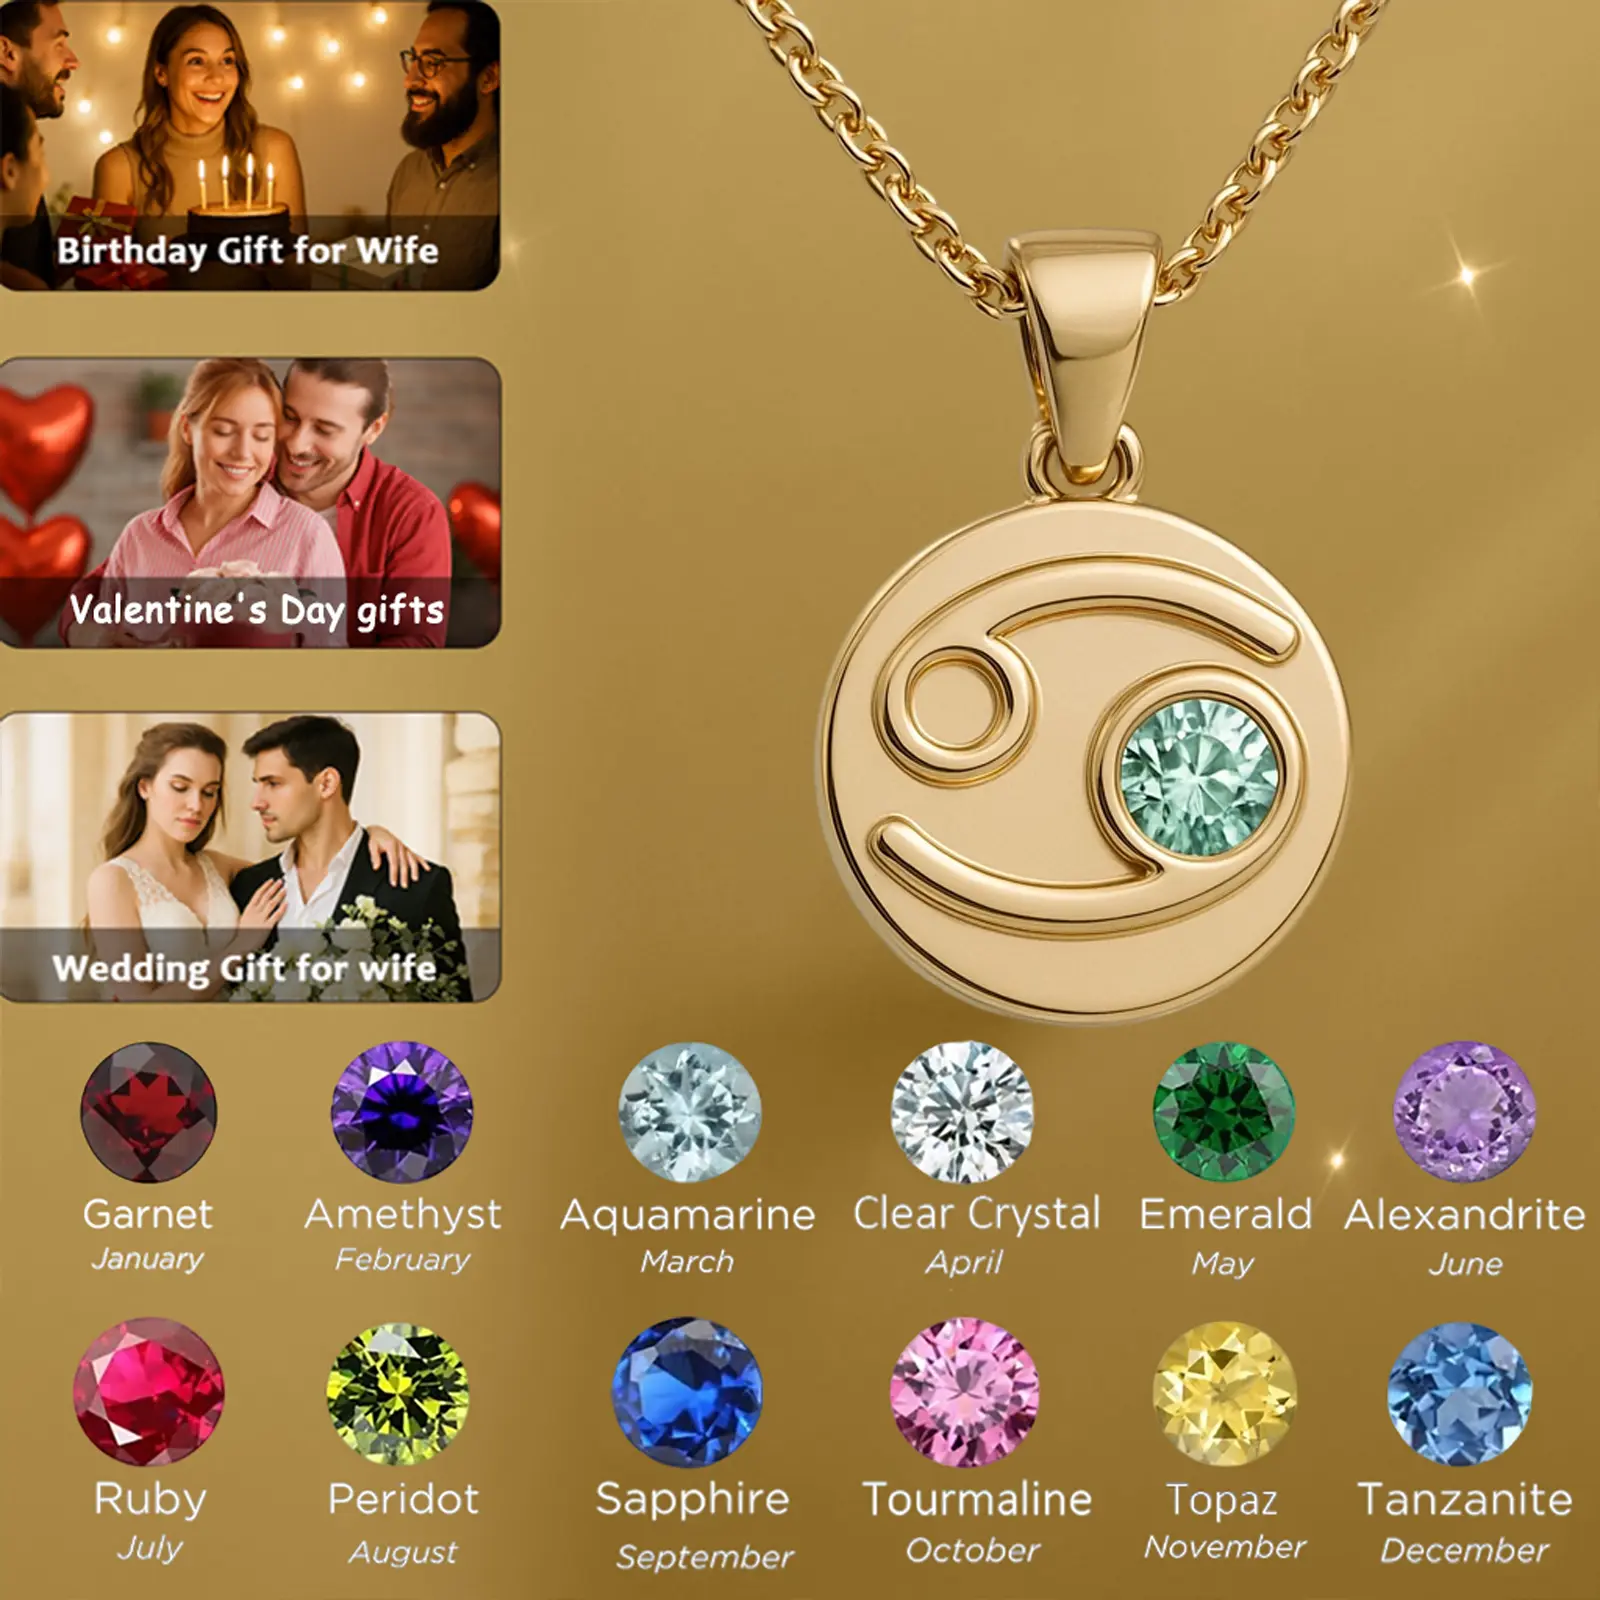 Birthday Gift for Wife
Valentine's Day gifts
Wedding Gift for wife
Garnet
January
Amethyst
February
Aquamarine
March
Clear Crystal
April
Emerald
May
Alexandrite
June
Ruby
July
Peridot
August
Sapphire
September
Tourmaline
October
Topaz
November
Tanzanite
December